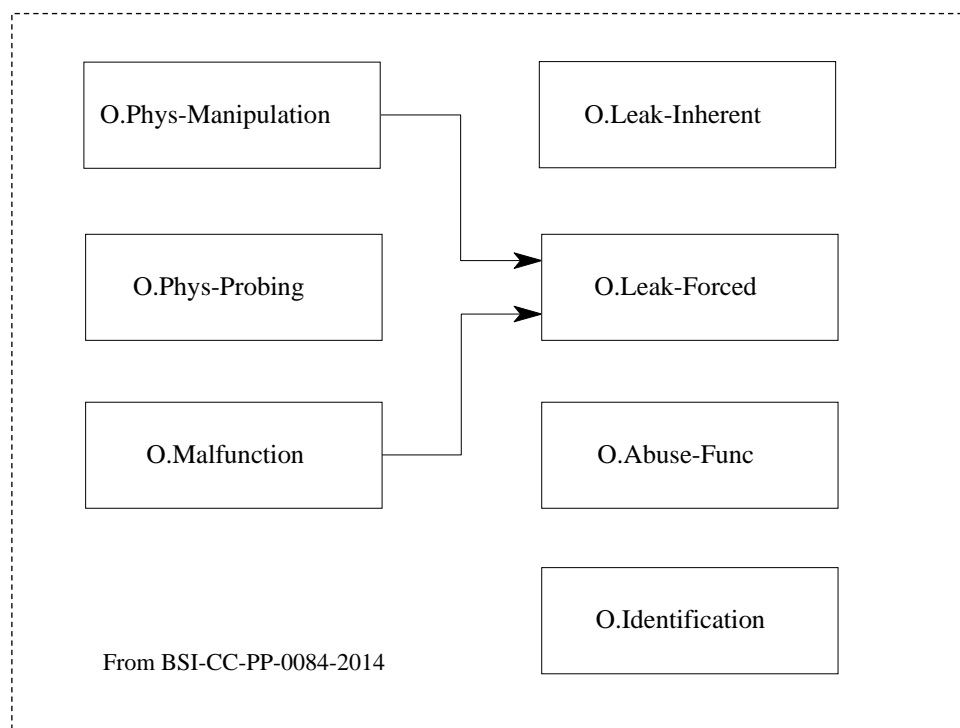 O.Phys-Manipulation
O.Leak-Inherent
O.Phys-Probing
O.Leak-Forced
O.Malfunction
O.Abuse-Func
O.Identification
From BSI-CC-PP-0084-2014